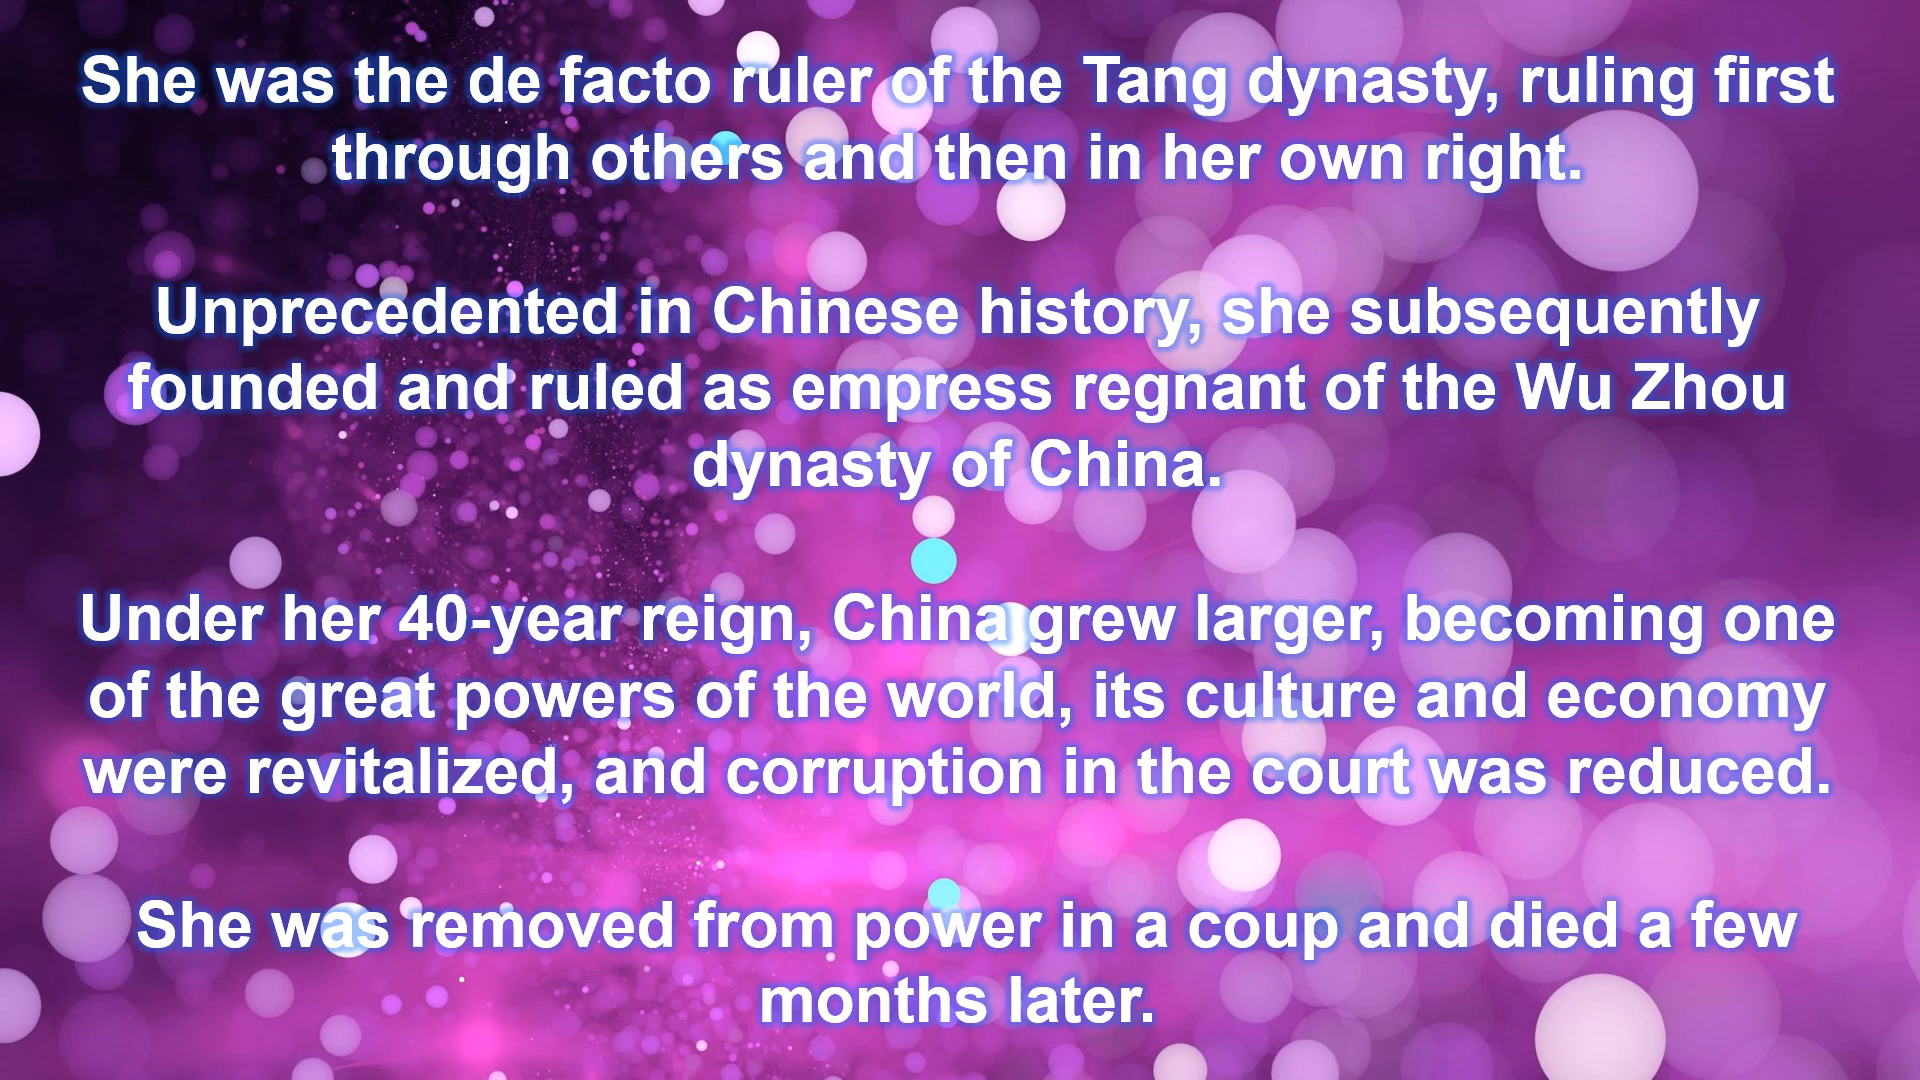 She was the de facto ruler of the Tang dynasty, ruling first
through others and then in her own right.
Unprecedented in Chinese history, she subsequently
founded and ruled as empress regnant of the Wu Zhou
dynasty of China.
Under her 40-year reign, China grew larger, becoming one
of the great powers of the world, its culture and economy
were revitalized, and corruption in the court was reduced.
She was removed from power in a coup and died a few
months later.